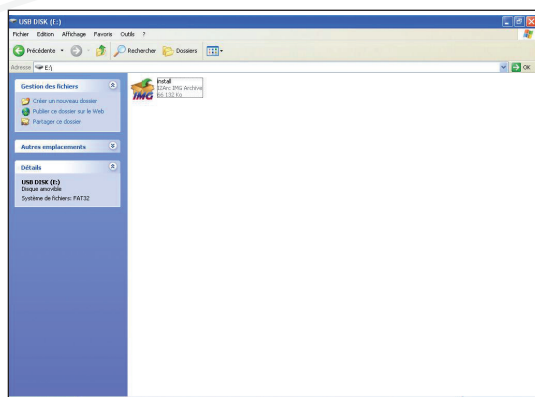 USB DISK (E:)
Fichier Edition Affichage Favoris Outils ?
Précédente Rechercher Dossiers
Adresse E:\ OK
Gestion des fichiers
Créer un nouveau dossier
Publier ce dossier sur le Web
Partager ce dossier
Autres emplacements
Détails
USB DISK (E:)
Disque amovible
Système de fichiers: FAT32
install
IZArc IMG Archive
66 132 Ko
IMG